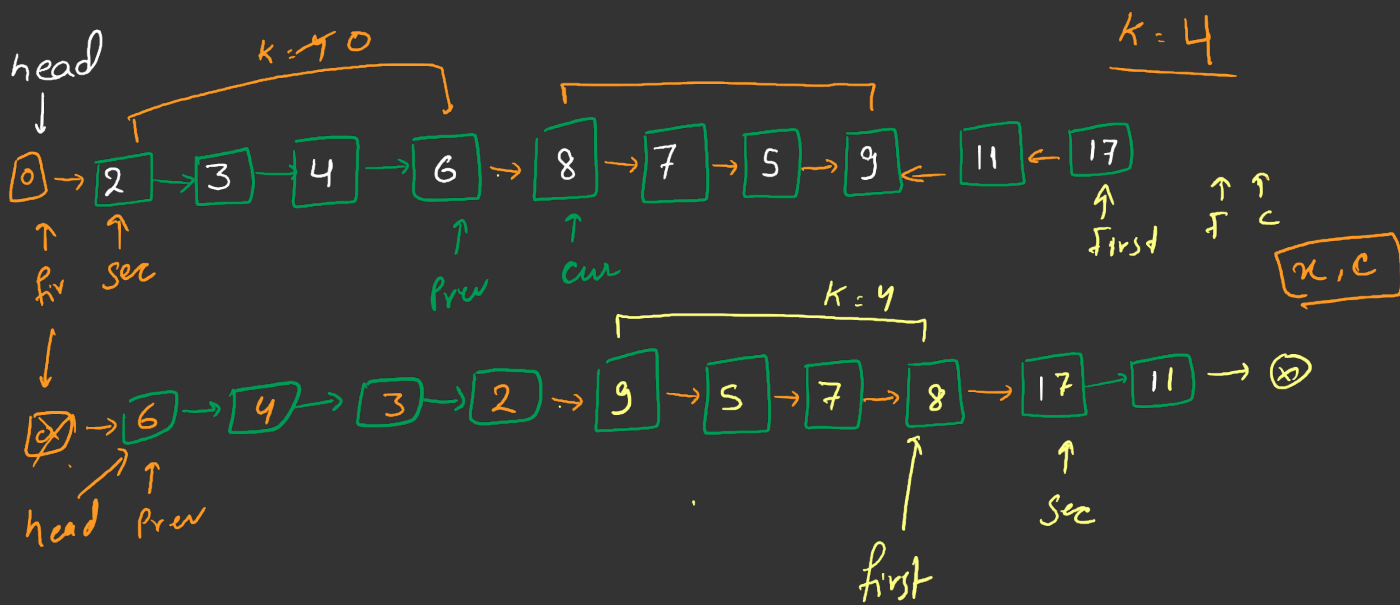 K = 4 0
K = 4
head
0 2 3 4 6 8 7 5 9 11 17
fir sec Prev curr First F C
x, c
K = 4
6 4 3 2 9 5 7 8 17 11 x
head Prev first Sec